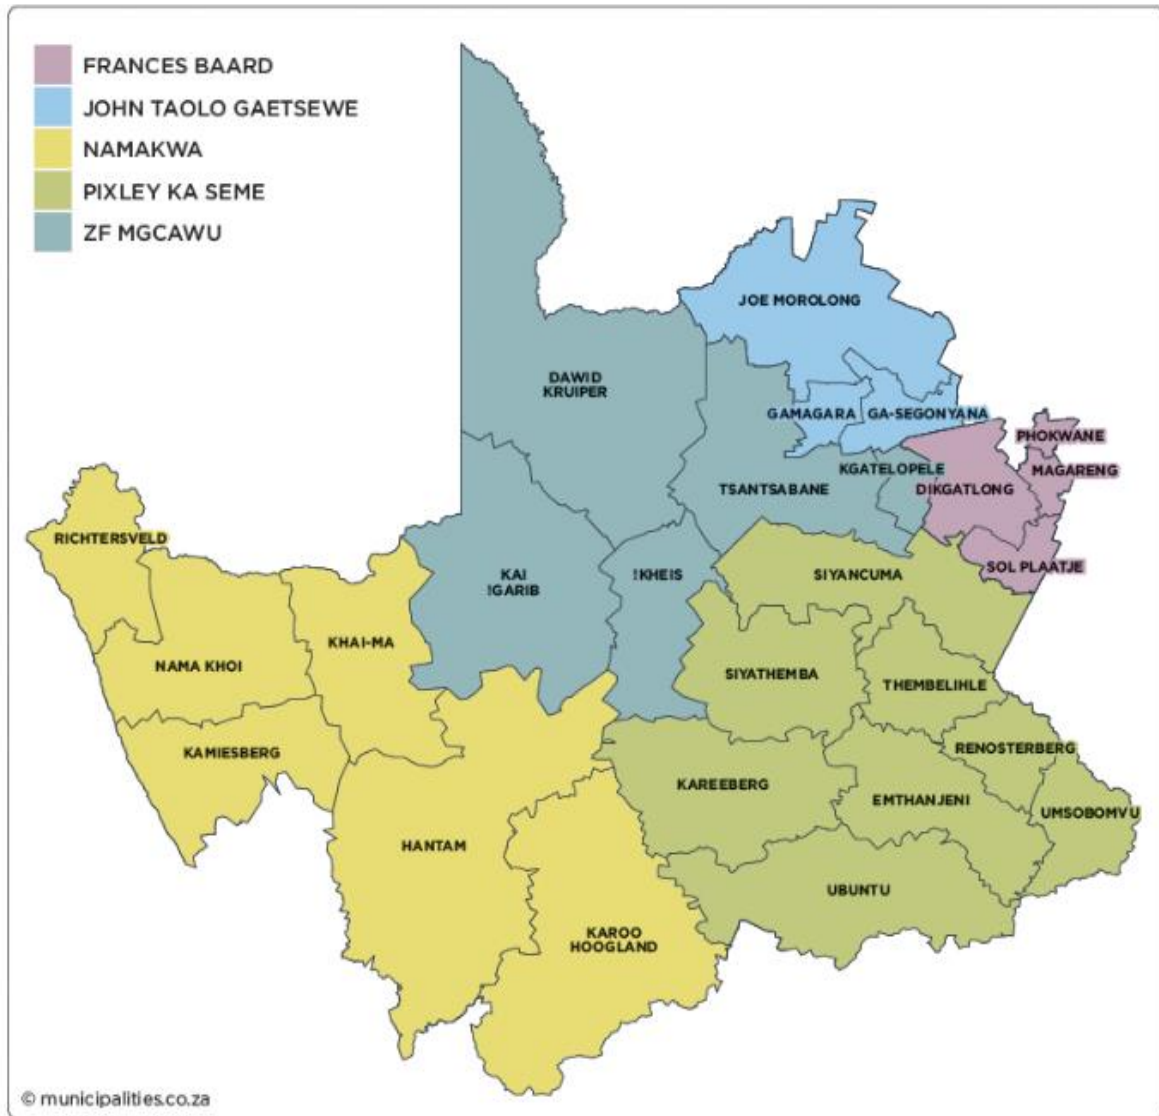 FRANCES BAARD
JOHN TAOLO GAETSEWE
NAMAKWA
PIXLEY KA SEME
ZF MGCAWU
JOE MOROLONG
DAWID
KRUIPER
GAMAGARA
GA-SEGONYANA
PHOKWANE
KGATELOPELE
MAGARENG
TSANTSABANE
DIKGATLONG
RICHTERSVELD
SOL PLAATJE
KAI
!GARIB
!KHEIS
SIYANCUMA
KHAI-MA
NAMA KHOI
SIYATHEMBA
THEMBELIHLE
KAMIESBERG
RENOSTERBERG
KAREEBERG
EMTHANJENI
UMSOBOMVU
HANTAM
UBUNTU
KAROO
HOOGLAND
© municipalities.co.za